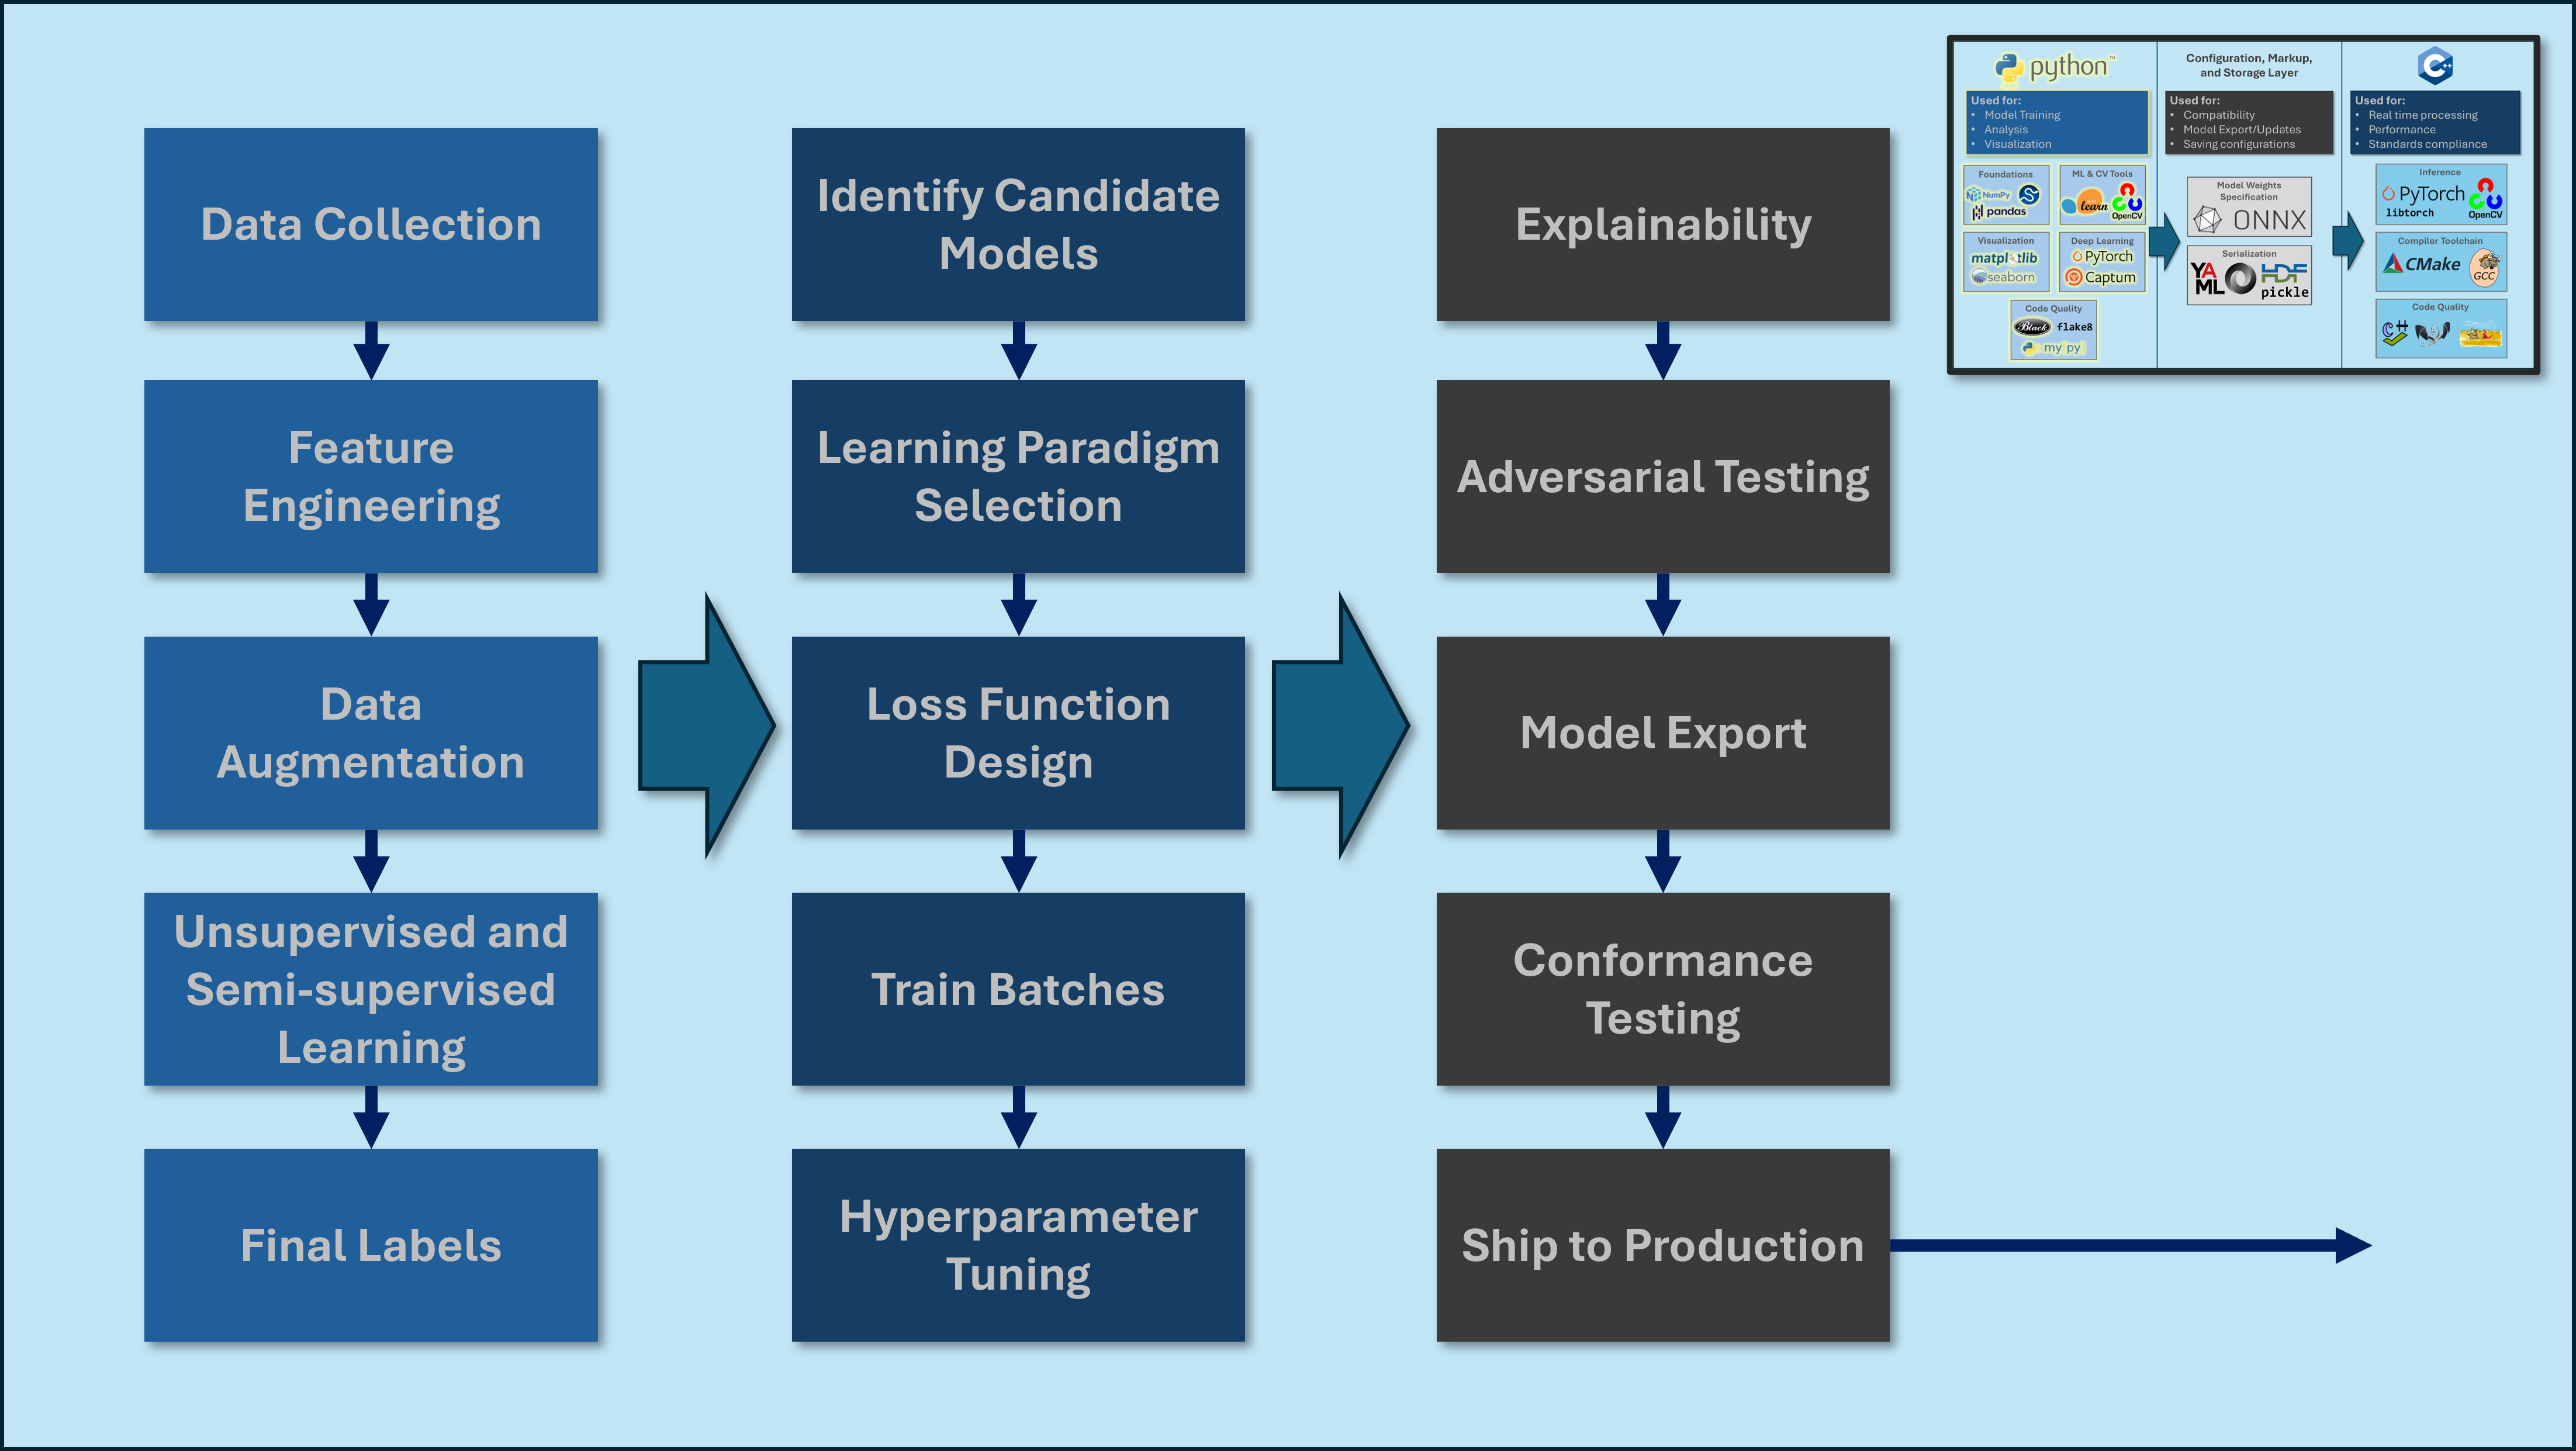 Data Collection
Feature
Engineering
Data
Augmentation
Unsupervised and
Semi-supervised
Learning
Final Labels
Identify Candidate
Models
Learning Paradigm
Selection
Loss Function
Design
Train Batches
Hyperparameter
Tuning
Explainability
Adversarial Testing
Model Export
Conformance
Testing
Ship to Production
python™
Used for:
• Model Training
• Analysis
• Visualization
Foundations
NumPy
pandas
ML & CV Tools
learn
OpenCV
Visualization
matplotlib
seaborn
Deep Learning
PyTorch
Captum
Code Quality
Black flake8
my py
Configuration, Markup,
and Storage Layer
Used for:
• Compatibility
• Model Export/Updates
• Saving configurations
Model Weights
Specification
ONNX
Serialization
YA
ML
HDF
pickle
C++
Used for:
• Real time processing
• Performance
• Standards compliance
Inference
PyTorch
libtorch
OpenCV
Compiler Toolchain
CMake
GCC
Code Quality
C++